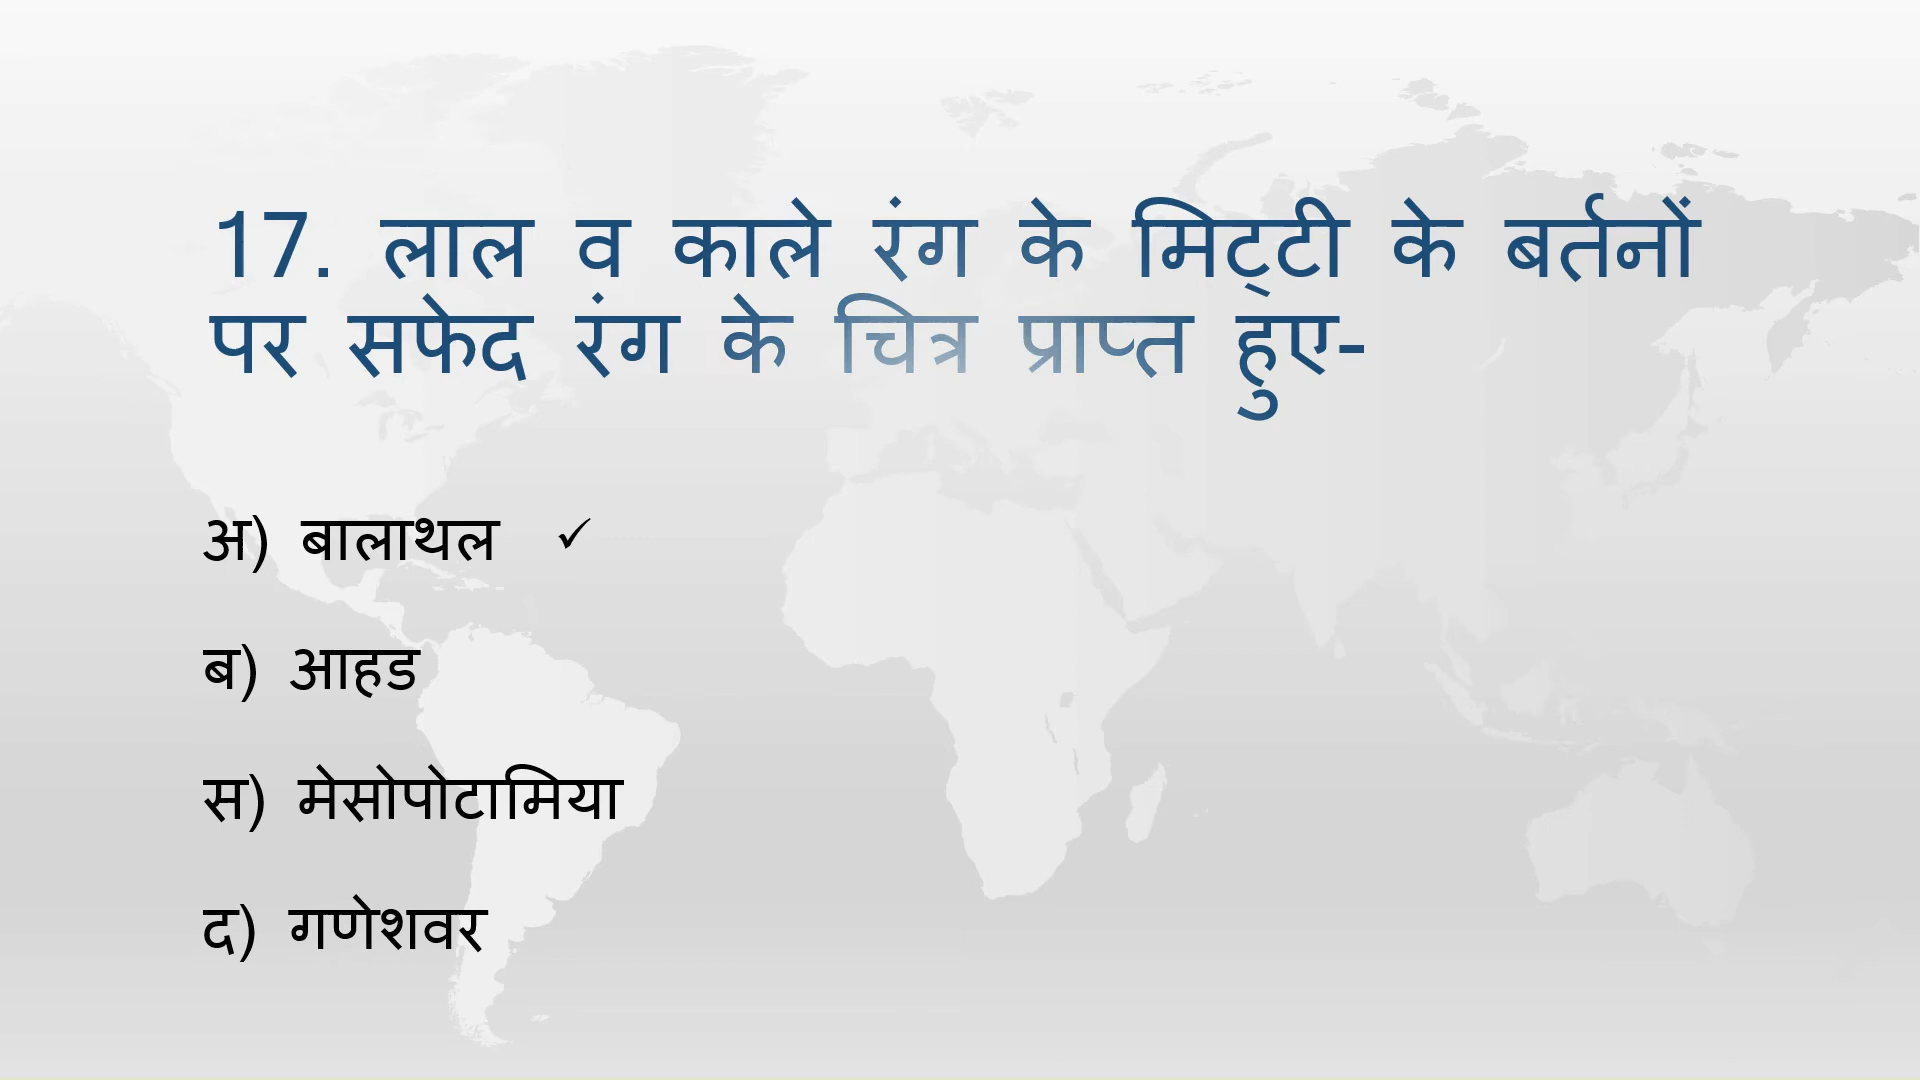 17. लाल व काले रंग के मिट्टी के बर्तनों
पर सफेद रंग के चित्र प्राप्त हुए-
अ) बालाथल ✓
ब) आहड
स) मेसोपोटामिया
द) गणेशवर